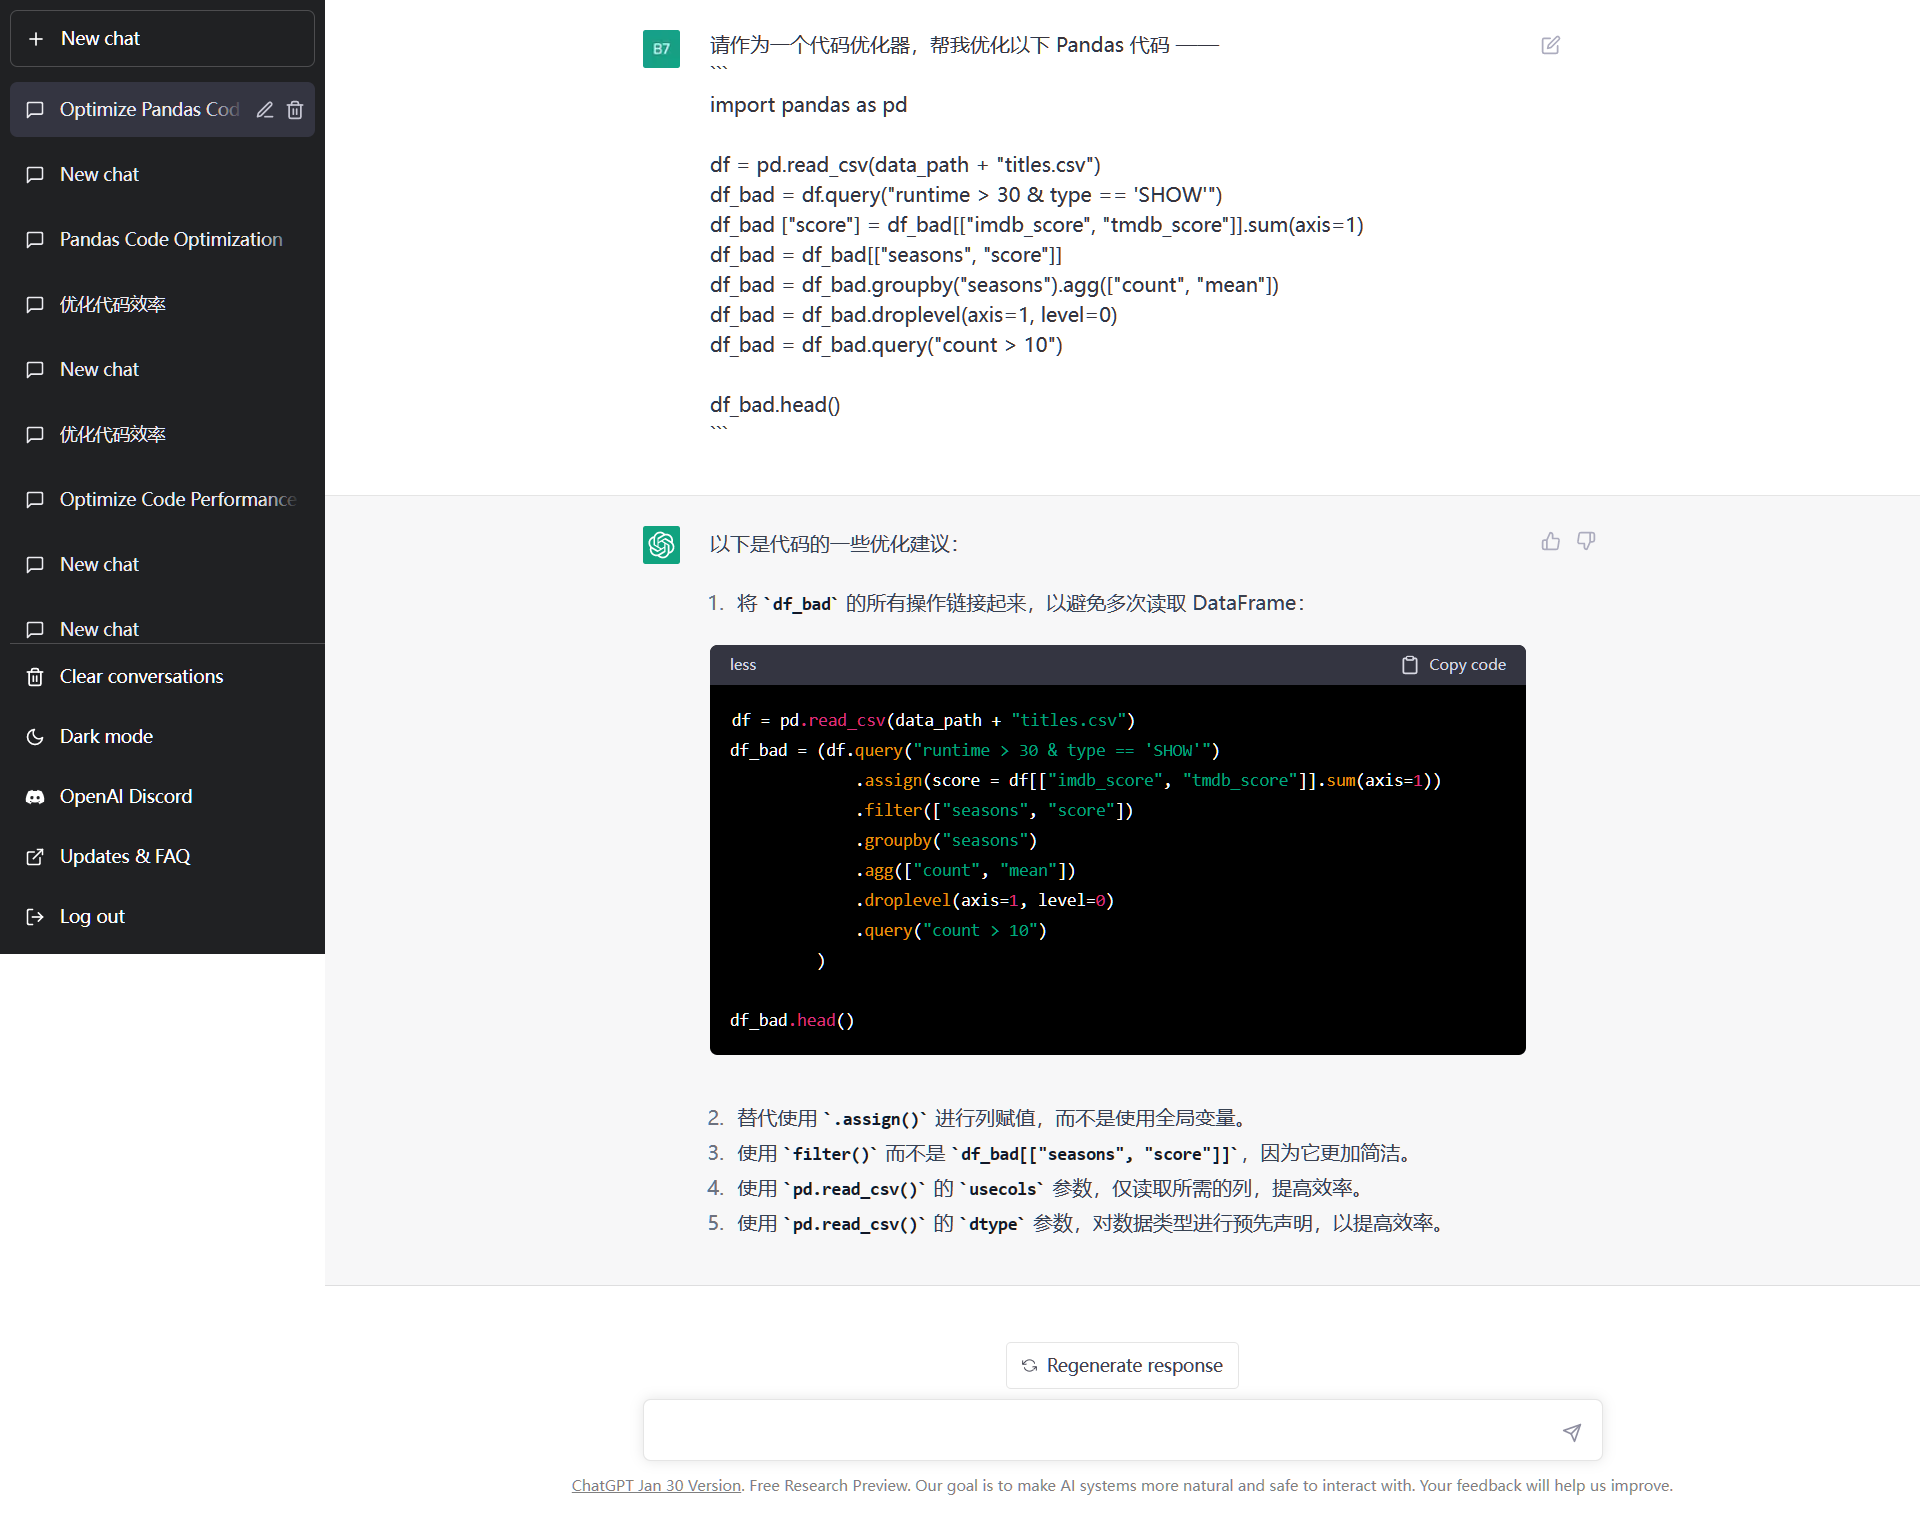 New chat
Optimize Pandas Cod
New chat
Pandas Code Optimization
优化代码效率
New chat
优化代码效率
Optimize Code Performance
New chat
New chat
Clear conversations
Dark mode
OpenAI Discord
Updates & FAQ
Log out
B7
请作为一个代码优化器，帮我优化以下 Pandas 代码 ——
```
import pandas as pd
df = pd.read_csv(data_path + "titles.csv")
df_bad = df.query("runtime > 30 & type == 'SHOW'")
df_bad ["score"] = df_bad[["imdb_score", "tmdb_score"]].sum(axis=1)
df_bad = df_bad[["seasons", "score"]]
df_bad = df_bad.groupby("seasons").agg(["count", "mean"])
df_bad = df_bad.droplevel(axis=1, level=0)
df_bad = df_bad.query("count > 10")
df_bad.head()
```
以下是代码的一些优化建议：
1. 将 `df_bad` 的所有操作链接起来，以避免多次读取 DataFrame：
less
Copy code
df = pd.read_csv(data_path + "titles.csv")
df_bad = (df.query("runtime > 30 & type == 'SHOW'")
.assign(score = df[["imdb_score", "tmdb_score"]].sum(axis=1))
.filter(["seasons", "score"])
.groupby("seasons")
.agg(["count", "mean"])
.droplevel(axis=1, level=0)
.query("count > 10")
)
df_bad.head()
2. 替代使用 `.assign()` 进行列赋值，而不是使用全局变量。
3. 使用 `filter()` 而不是 `df_bad[["seasons", "score"]]`，因为它更加简洁。
4. 使用 `pd.read_csv()` 的 `usecols` 参数，仅读取所需的列，提高效率。
5. 使用 `pd.read_csv()` 的 `dtype` 参数，对数据类型进行预先声明，以提高效率。
Regenerate response
ChatGPT Jan 30 Version. Free Research Preview. Our goal is to make AI systems more natural and safe to interact with. Your feedback will help us improve.